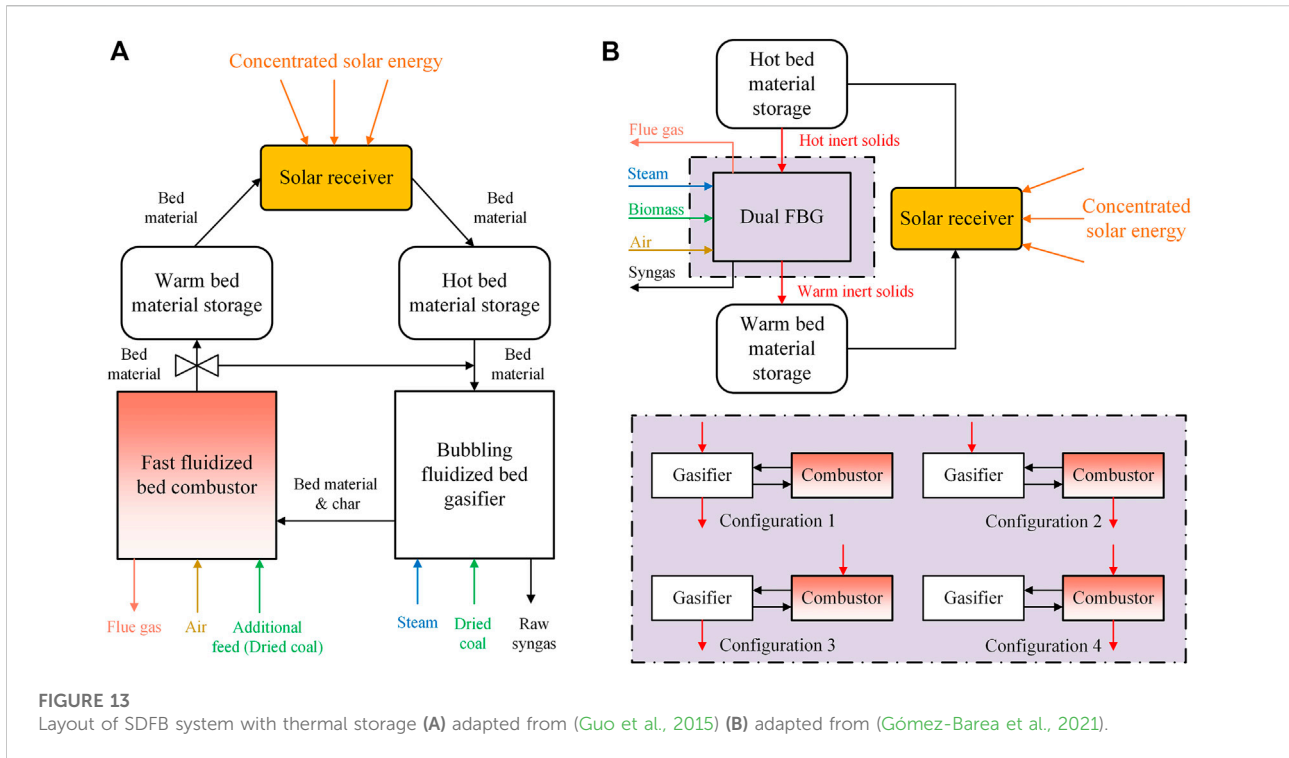 A
Concentrated solar energy
Solar receiver
Bed
material
Bed
material
Warm bed
material storage
Hot bed
material storage
Bed
material
Bed
material
Fast fluidized
bed combustor
Bed material
& char
Bubbling
fluidized bed
gasifier
Flue gas
Air
Additional
feed (Dried coal)
Steam
Dried
coal
Raw
syngas
B
Hot bed
material
storage
Flue gas
Hot inert solids
Steam
Biomass
Air
Syngas
Dual FBG
Solar receiver
Concentrated
solar energy
Warm inert solids
Warm bed
material
storage
Gasifier
Combustor
Configuration 1
Gasifier
Combustor
Configuration 2
Gasifier
Combustor
Configuration 3
Gasifier
Combustor
Configuration 4
FIGURE 13
Layout of SDFB system with thermal storage (A) adapted from (Guo et al., 2015) (B) adapted from (Gómez-Barea et al., 2021).